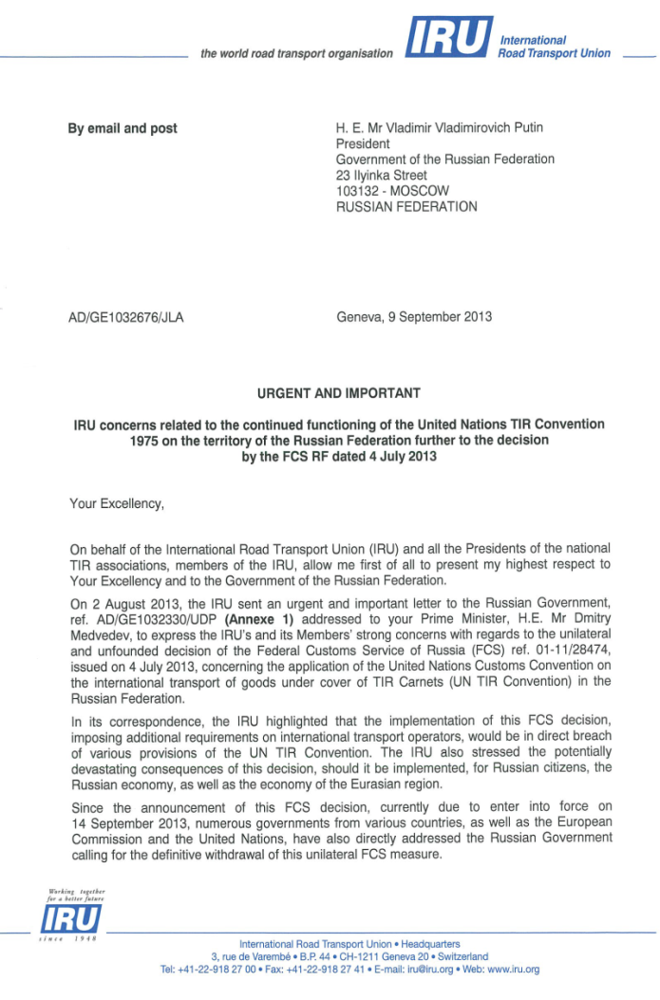 the world road transport organisation
IRU
International
Road Transport Union
By email and post
H. E. Mr Vladimir Vladimirovich Putin
President
Government of the Russian Federation
23 Ilyinka Street
103132 - MOSCOW
RUSSIAN FEDERATION
AD/GE1032676/JLA
Geneva, 9 September 2013
URGENT AND IMPORTANT
IRU concerns related to the continued functioning of the United Nations TIR Convention
1975 on the territory of the Russian Federation further to the decision
by the FCS RF dated 4 July 2013
Your Excellency,
On behalf of the International Road Transport Union (IRU) and all the Presidents of the national
TIR associations, members of the IRU, allow me first of all to present my highest respect to
Your Excellency and to the Government of the Russian Federation.
On 2 August 2013, the IRU sent an urgent and important letter to the Russian Government,
ref. AD/GE1032330/UDP (Annexe 1) addressed to your Prime Minister, H.E. Mr Dmitry
Medvedev, to express the IRU's and its Members' strong concerns with regards to the unilateral
and unfounded decision of the Federal Customs Service of Russia (FCS) ref. 01-11/28474,
issued on 4 July 2013, concerning the application of the United Nations Customs Convention on
the international transport of goods under cover of TIR Carnets (UN TIR Convention) in the
Russian Federation.
In its correspondence, the IRU highlighted that the implementation of this FCS decision,
imposing additional requirements on international transport operators, would be in direct breach
of various provisions of the UN TIR Convention. The IRU also stressed the potentially
devastating consequences of this decision, should it be implemented, for Russian citizens, the
Russian economy, as well as the economy of the Eurasian region.
Since the announcement of this FCS decision, currently due to enter into force on
14 September 2013, numerous governments from various countries, as well as the European
Commission and the United Nations, have also directly addressed the Russian Government
calling for the definitive withdrawal of this unilateral FCS measure.
Working together
for a better future
IRU
since 1948
International Road Transport Union • Headquarters
3, rue de Varembé • B.P. 44 • CH-1211 Geneva 20 • Switzerland
Tel: +41-22-918 27 00 • Fax: +41-22-918 27 41 • E-mail: iru@iru.org • Web: www.iru.org